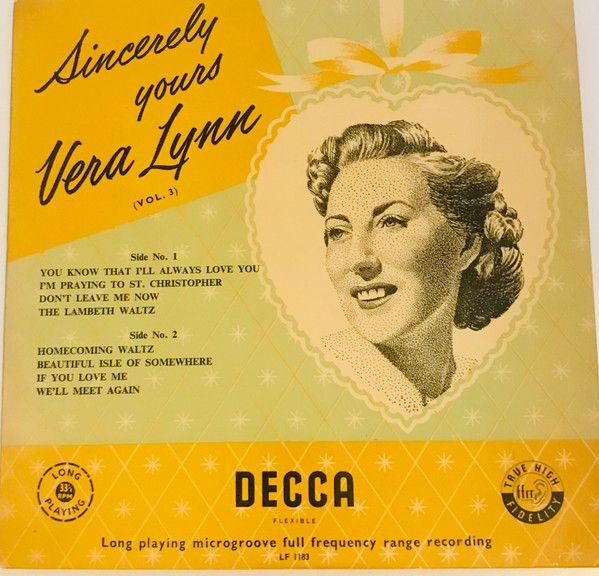 Sincerely
yours
Vera Lynn
(VOL. 3)
Side No. 1
YOU KNOW THAT I'LL ALWAYS LOVE YOU
I'M PRAYING TO ST. CHRISTOPHER
DON'T LEAVE ME NOW
THE LAMBETH WALTZ
Side No. 2
HOMECOMING WALTZ
BEAUTIFUL ISLE OF SOMEWHERE
IF YOU LOVE ME
WE'LL MEET AGAIN
LONG
33⅓
RPM
PLAYING
DECCA
FLEXIBLE
TRUE HIGH
ffrr
FIDELITY
Long playing microgroove full frequency range recording
LF 1183